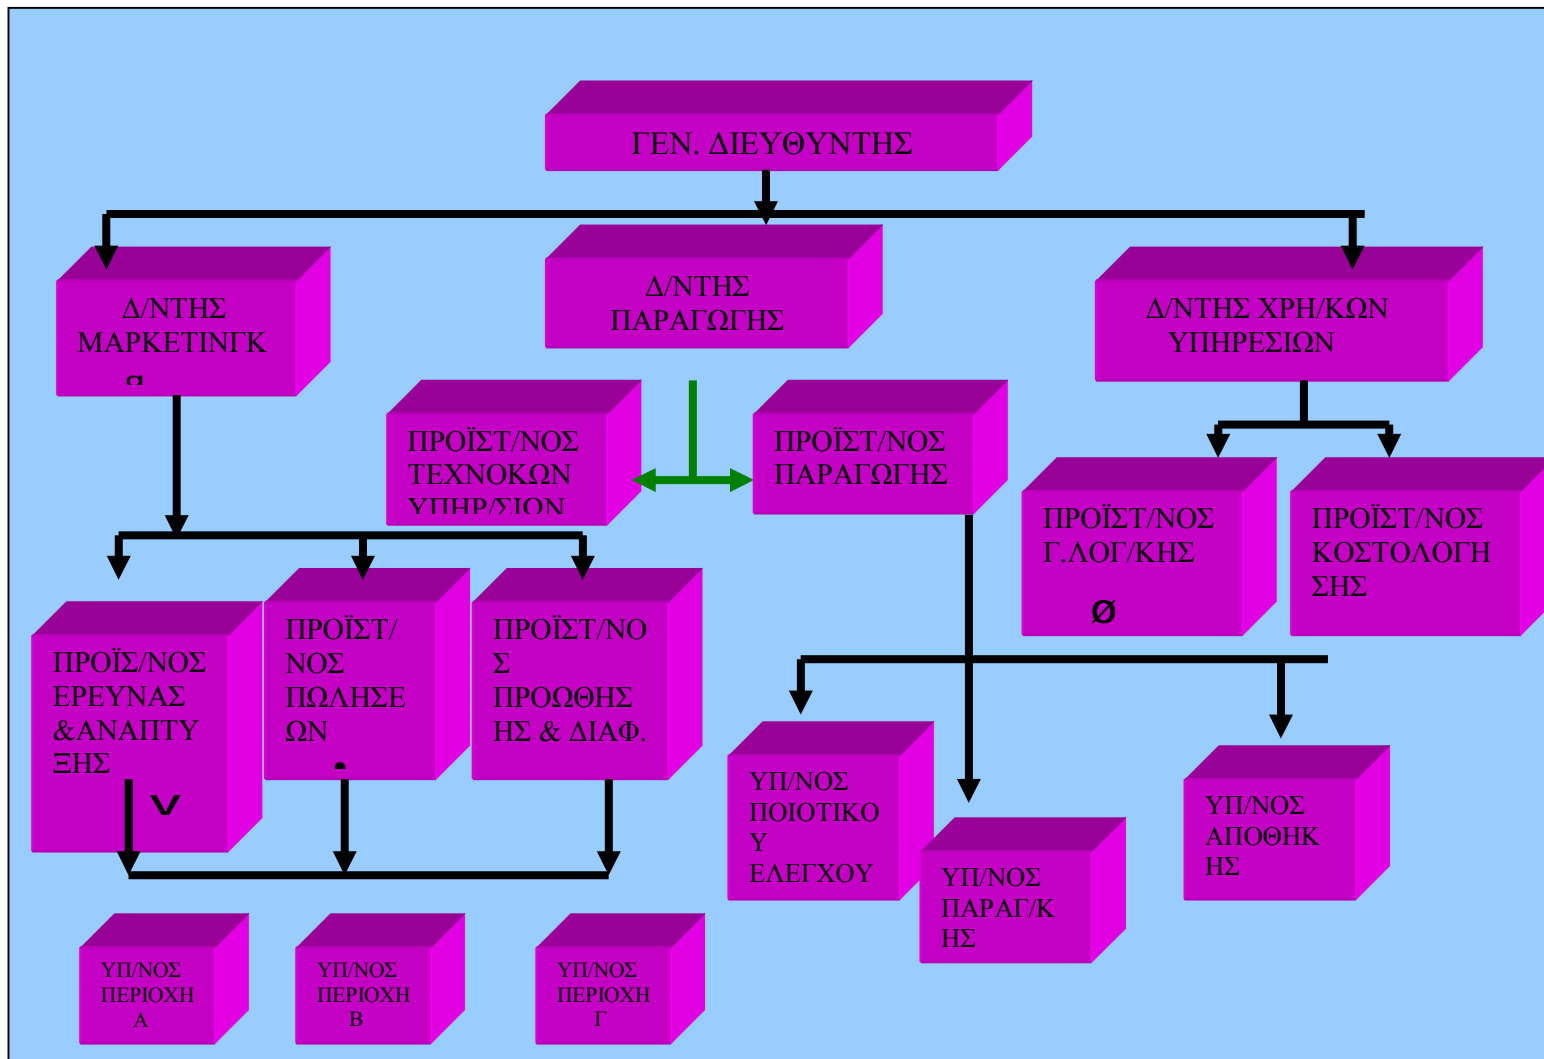 ΓΕΝ. ΔΙΕΥΘΥΝΤΗΣ
Δ/ΝΤΗΣ
ΜΑΡΚΕΤΙΝΓΚ
Δ/ΝΤΗΣ
ΠΑΡΑΓΩΓΗΣ
Δ/ΝΤΗΣ ΧΡΗ/ΚΩΝ
ΥΠΗΡΕΣΙΩΝ
ΠΡΟΪΣΤ/ΝΟΣ
ΤΕΧΝΟΚΩΝ
ΥΠΗΡ/ΣΙΩΝ
ΠΡΟΪΣΤ/ΝΟΣ
ΠΑΡΑΓΩΓΗΣ
ΠΡΟΪΣΤ/ΝΟΣ
Γ.ΛΟΓ/ΚΗΣ
Ø
ΠΡΟΪΣΤ/ΝΟΣ
ΚΟΣΤΟΛΟΓΗ
ΣΗΣ
ΠΡΟΪΣ/ΝΟΣ
ΕΡΕΥΝΑΣ
&ΑΝΑΠΤΥ
ΞΗΣ
v
ΠΡΟΪΣΤ/
ΝΟΣ
ΠΩΛΗΣΕ
ΩΝ
ΠΡΟΪΣΤ/ΝΟ
Σ
ΠΡΟΩΘΗΣ
ΗΣ & ΔΙΑΦ.
ΥΠ/ΝΟΣ
ΠΟΙΟΤΙΚΟ
Υ
ΕΛΕΓΧΟΥ
ΥΠ/ΝΟΣ
ΠΑΡΑΓ/Κ
ΗΣ
ΥΠ/ΝΟΣ
ΑΠΟΘΗΚ
ΗΣ
ΥΠ/ΝΟΣ
ΠΕΡΙΟΧΗ
Α
ΥΠ/ΝΟΣ
ΠΕΡΙΟΧΗ
Β
ΥΠ/ΝΟΣ
ΠΕΡΙΟΧΗ
Γ